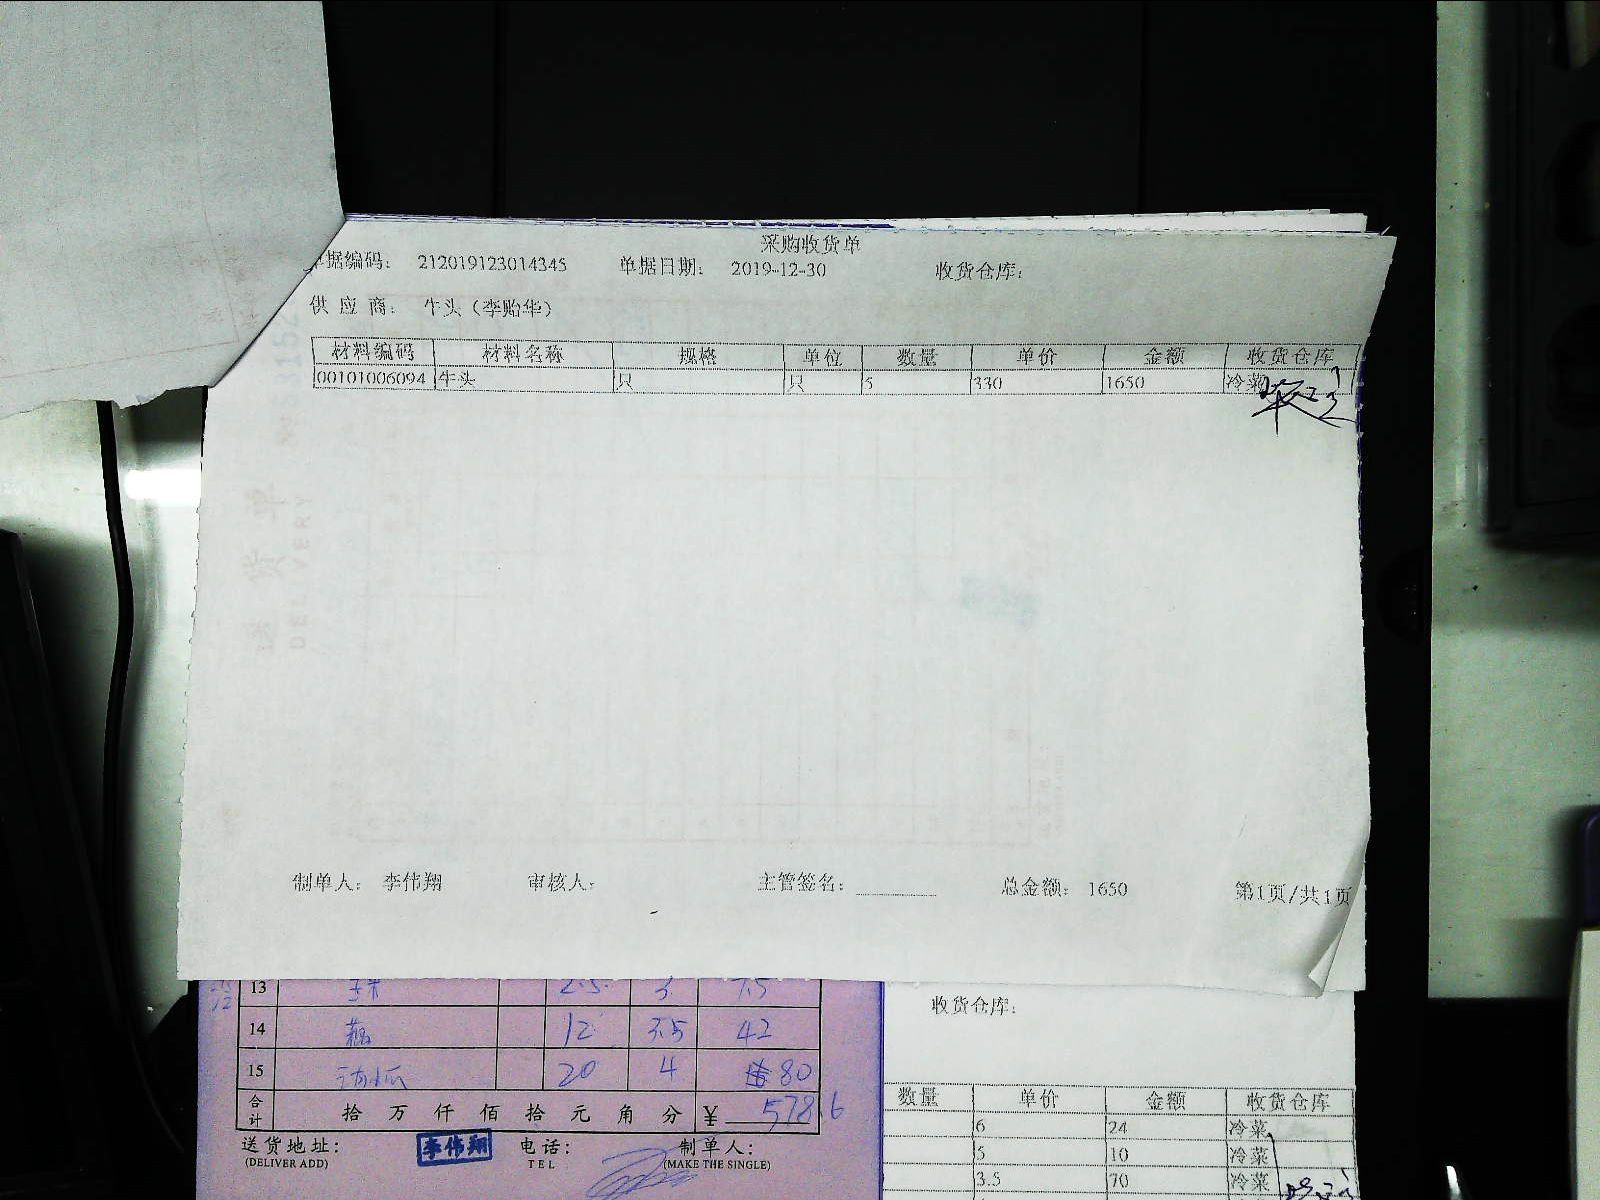 采购收货单
单据编码： 212019123014345 单据日期： 2019-12-30 收货仓库：
供 应 商： 牛头（李贻华）
材料编码 材料名称 规格 单位 数量 单价 金额 收货仓库
00101006094 牛头 只 只 5 330 1650 冷菜
制单人： 李伟翔 审核人： 主管签名： 总金额： 1650 第1页/共1页
13 玉米 2.5 3 7.5
14 藕 12 3.5 42
15 20 4 80
合计 拾 万 仟 佰 拾 元 角 分 ¥ 578.6
送货地址： 李伟翔 电话： 制单人：
(DELIVER ADD) TEL (MAKE THE SINGLE)
收货仓库：
数量 单价 金额 收货仓库
6 24 冷菜
5 10 冷菜
3.5 70 冷菜